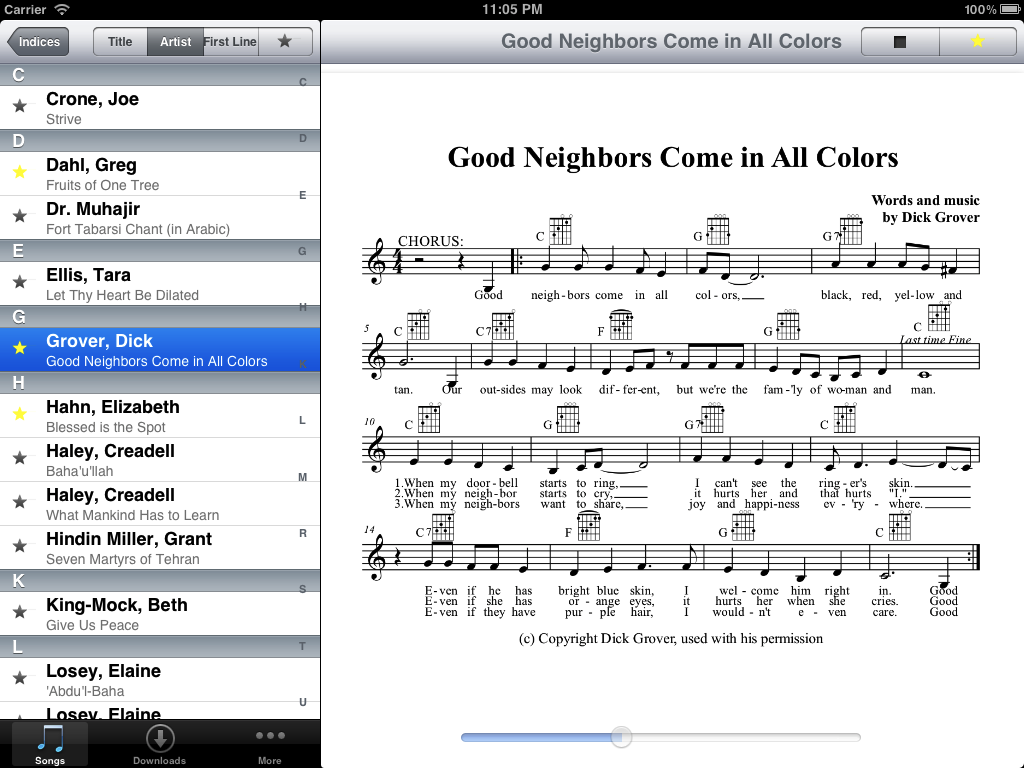 Carrier 11:05 PM 100%
Indices Title Artist First Line
Good Neighbors Come in All Colors
C
Crone, Joe
Strive
D
Dahl, Greg
Fruits of One Tree
Dr. Muhajir
Fort Tabarsi Chant (in Arabic)
E
Ellis, Tara
Let Thy Heart Be Dilated
G
Grover, Dick
Good Neighbors Come in All Colors
H
Hahn, Elizabeth
Blessed is the Spot
Haley, Creadell
Baha'u'llah
Haley, Creadell
What Mankind Has to Learn
Hindin Miller, Grant
Seven Martyrs of Tehran
K
King-Mock, Beth
Give Us Peace
L
Losey, Elaine
'Abdu'l-Baha
Losey, Elaine
C
D
E
G
H
K
L
M
R
S
T
U
Songs Downloads More
Good Neighbors Come in All Colors
Words and music
by Dick Grover
CHORUS:
C G G7
4
4
Good neigh-bors come in all col-ors, black, red, yel-low and
5
C C7 F G C
Last time Fine
tan. Our out-sides may look dif-fer-ent, but we're the fam-'ly of wo-man and man.
10
C G G7 C
1.When my door-bell starts to ring, I can't see the ring-er's skin.
2.When my neigh-bor starts to cry, it hurts her and that hurts "I."
3.When my neigh-bors want to share, joy and happi-ness ev-'ry-where.
14
C7 F G C
E-ven if he has bright blue skin, I wel-come him right in. Good
E-ven if she has or-ange eyes, it hurts her when she cries. Good
E-ven if they have pur-ple hair, I would-n't e-ven care. Good
(c) Copyright Dick Grover, used with his permission